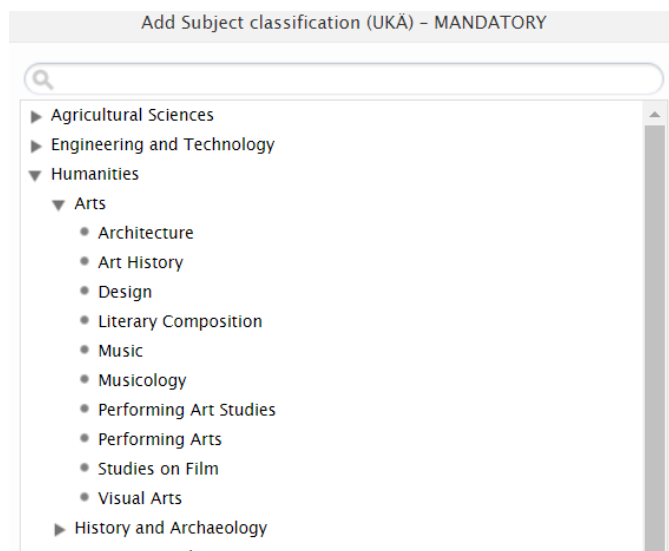 Add Subject classification (UKÄ) – MANDATORY
Agricultural Sciences
Engineering and Technology
Humanities
Arts
Architecture
Art History
Design
Literary Composition
Music
Musicology
Performing Art Studies
Performing Arts
Studies on Film
Visual Arts
History and Archaeology